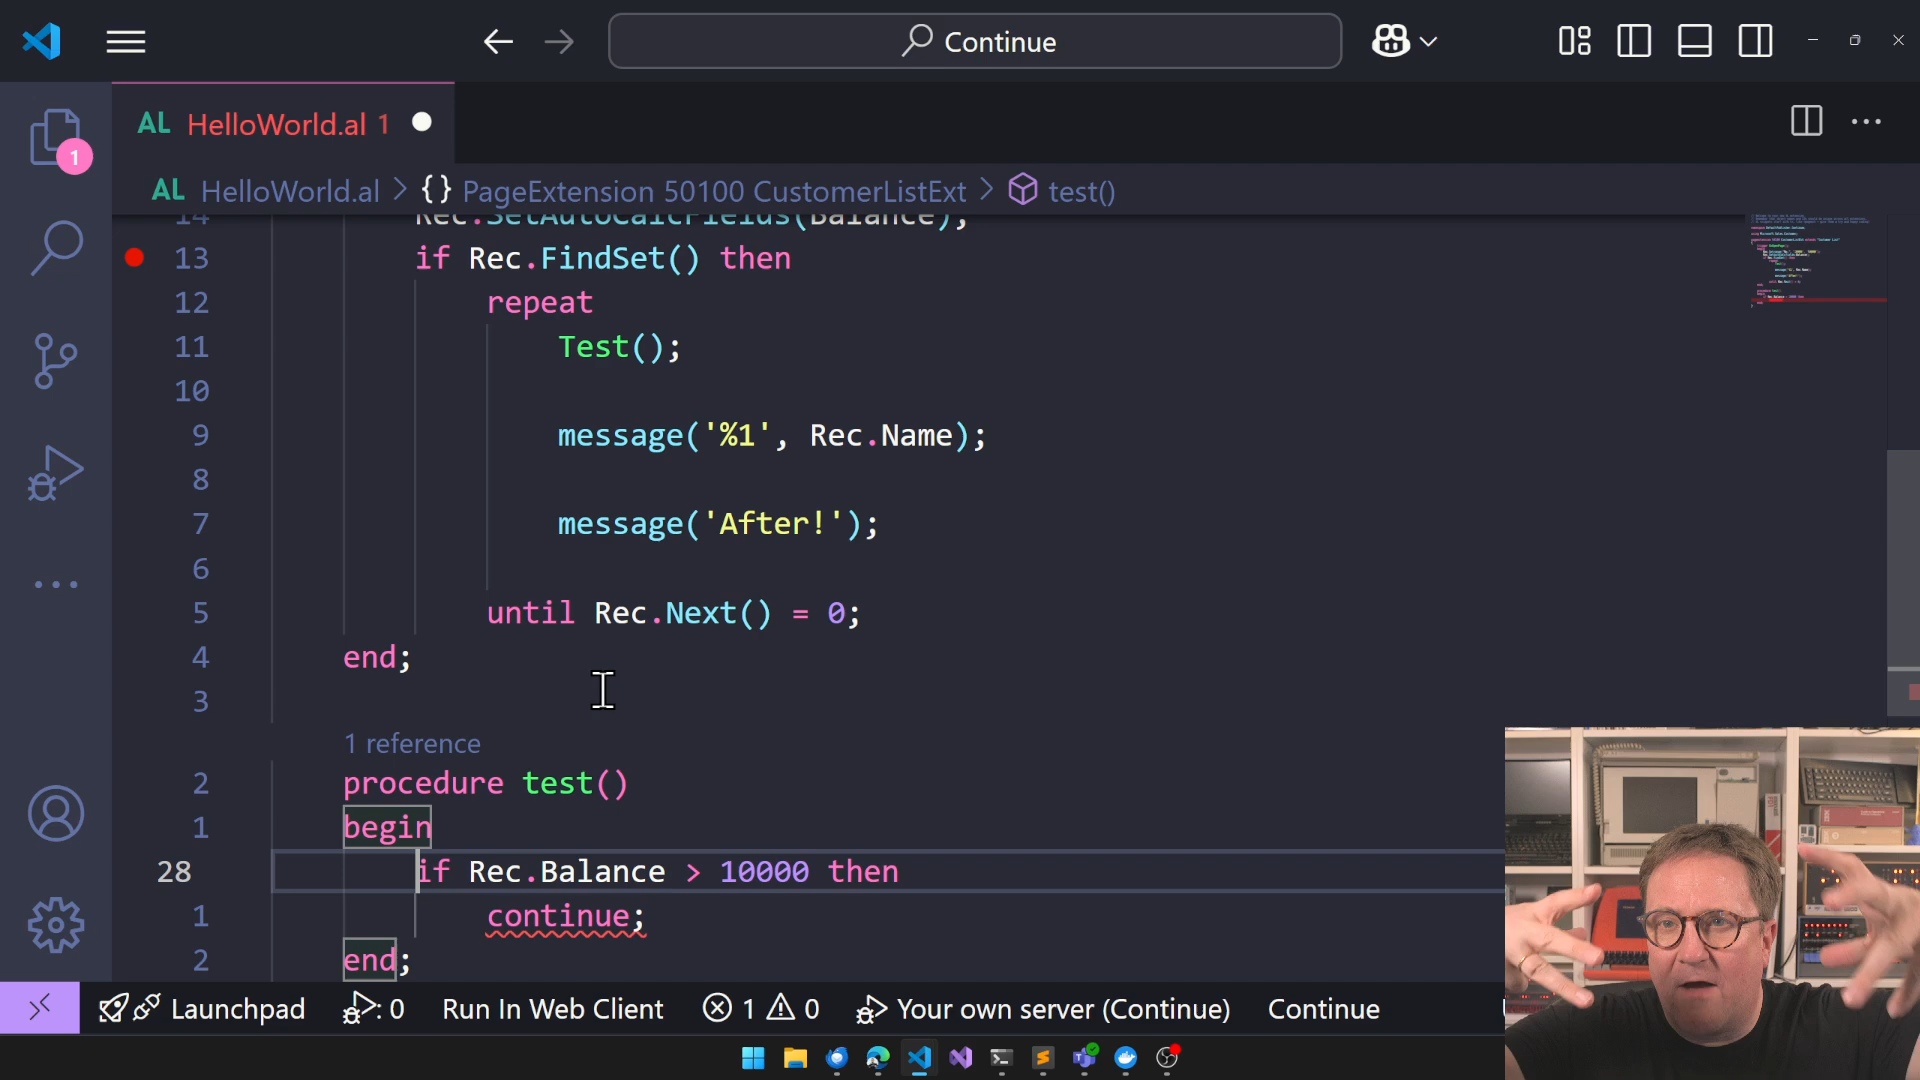 Continue
AL HelloWorld.al 1
1
AL HelloWorld.al > {} PageExtension 50100 CustomerListExt > test()
14 Rec.SetAutoCalcFields(Balance);
13 if Rec.FindSet() then
12 repeat
11 Test();
10
9 message('%1', Rec.Name);
8
7 message('After!');
6
5 until Rec.Next() = 0;
4 end;
3
1 reference
2 procedure test()
1 begin
28 if Rec.Balance > 10000 then
1 continue;
2 end;
Launchpad : 0 Run In Web Client 1 0 Your own server (Continue) Continue